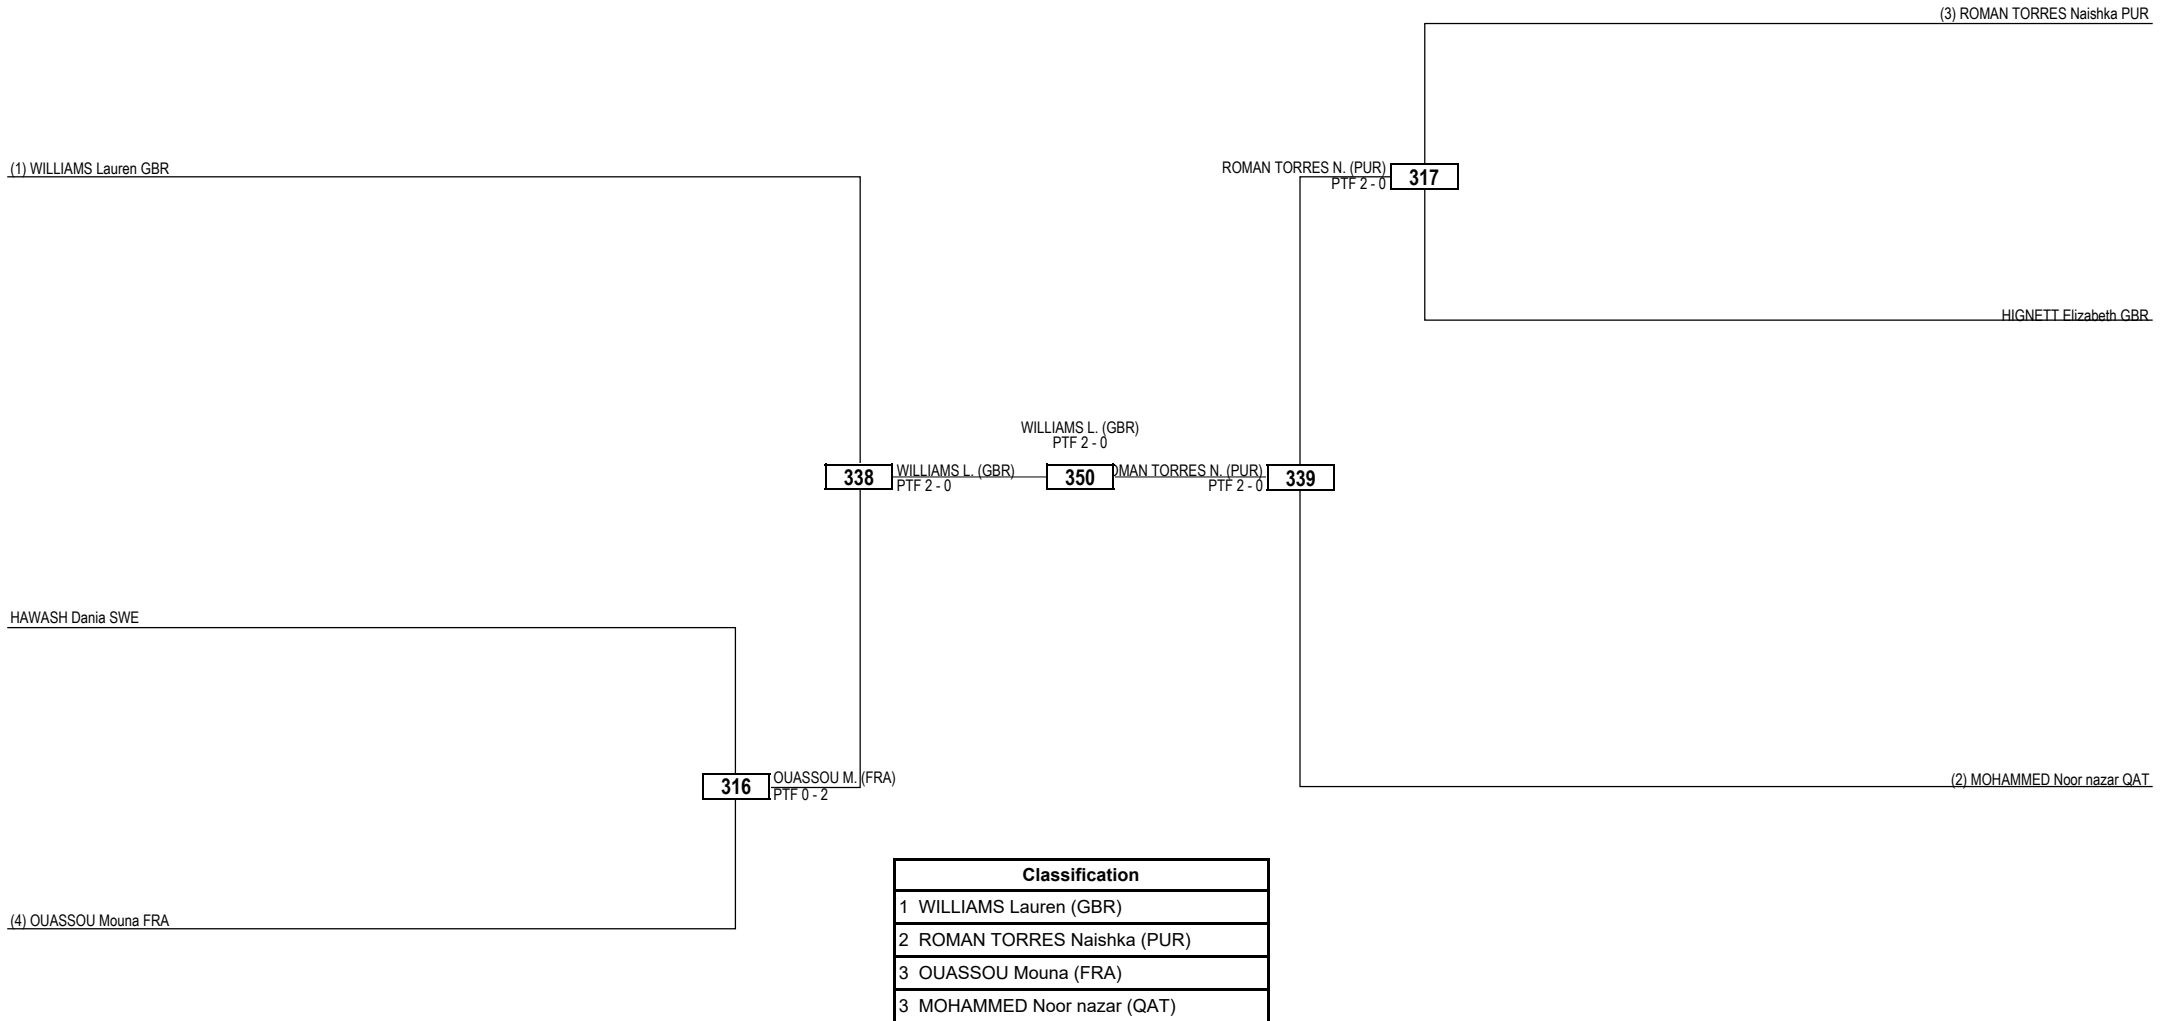 (3) ROMAN TORRES Naishka PUR
(1) WILLIAMS Lauren GBR
ROMAN TORRES N. (PUR)
PTF 2 - 0
317
HIGNETT Elizabeth GBR
WILLIAMS L. (GBR)
PTF 2 - 0
338
WILLIAMS L. (GBR)
PTF 2 - 0
350
OMAN TORRES N. (PUR)
PTF 2 - 0
339
HAWASH Dania SWE
316
OUASSOU M. (FRA)
PTF 0 - 2
(2) MOHAMMED Noor nazar QAT
(4) OUASSOU Mouna FRA
Classification
1 WILLIAMS Lauren (GBR)
2 ROMAN TORRES Naishka (PUR)
3 OUASSOU Mouna (FRA)
3 MOHAMMED Noor nazar (QAT)